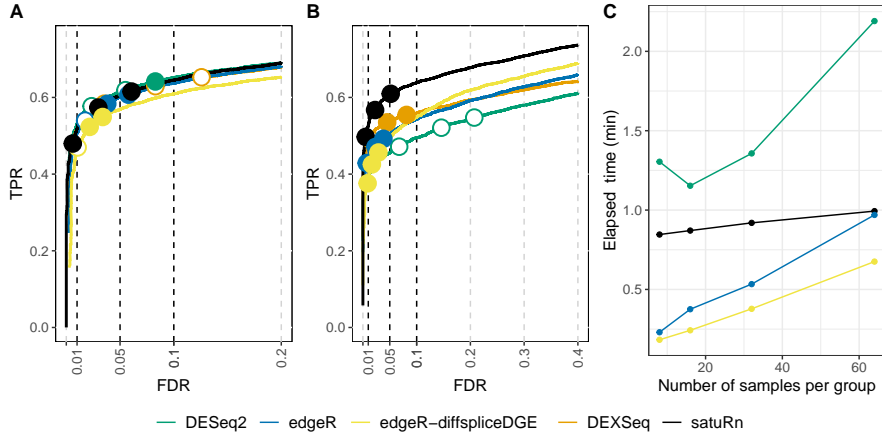 A
B
C
TPR
0.0
0.2
0.4
0.6
0.01
0.05
0.1
0.2
FDR
TPR
0.0
0.2
0.4
0.6
0.01
0.05
0.1
0.2
0.3
0.4
FDR
Elapsed time (min)
2.0
1.5
1.0
0.5
20
40
60
Number of samples per group
DESeq2 edgeR edgeR−diffspliceDGE DEXSeq satuRn